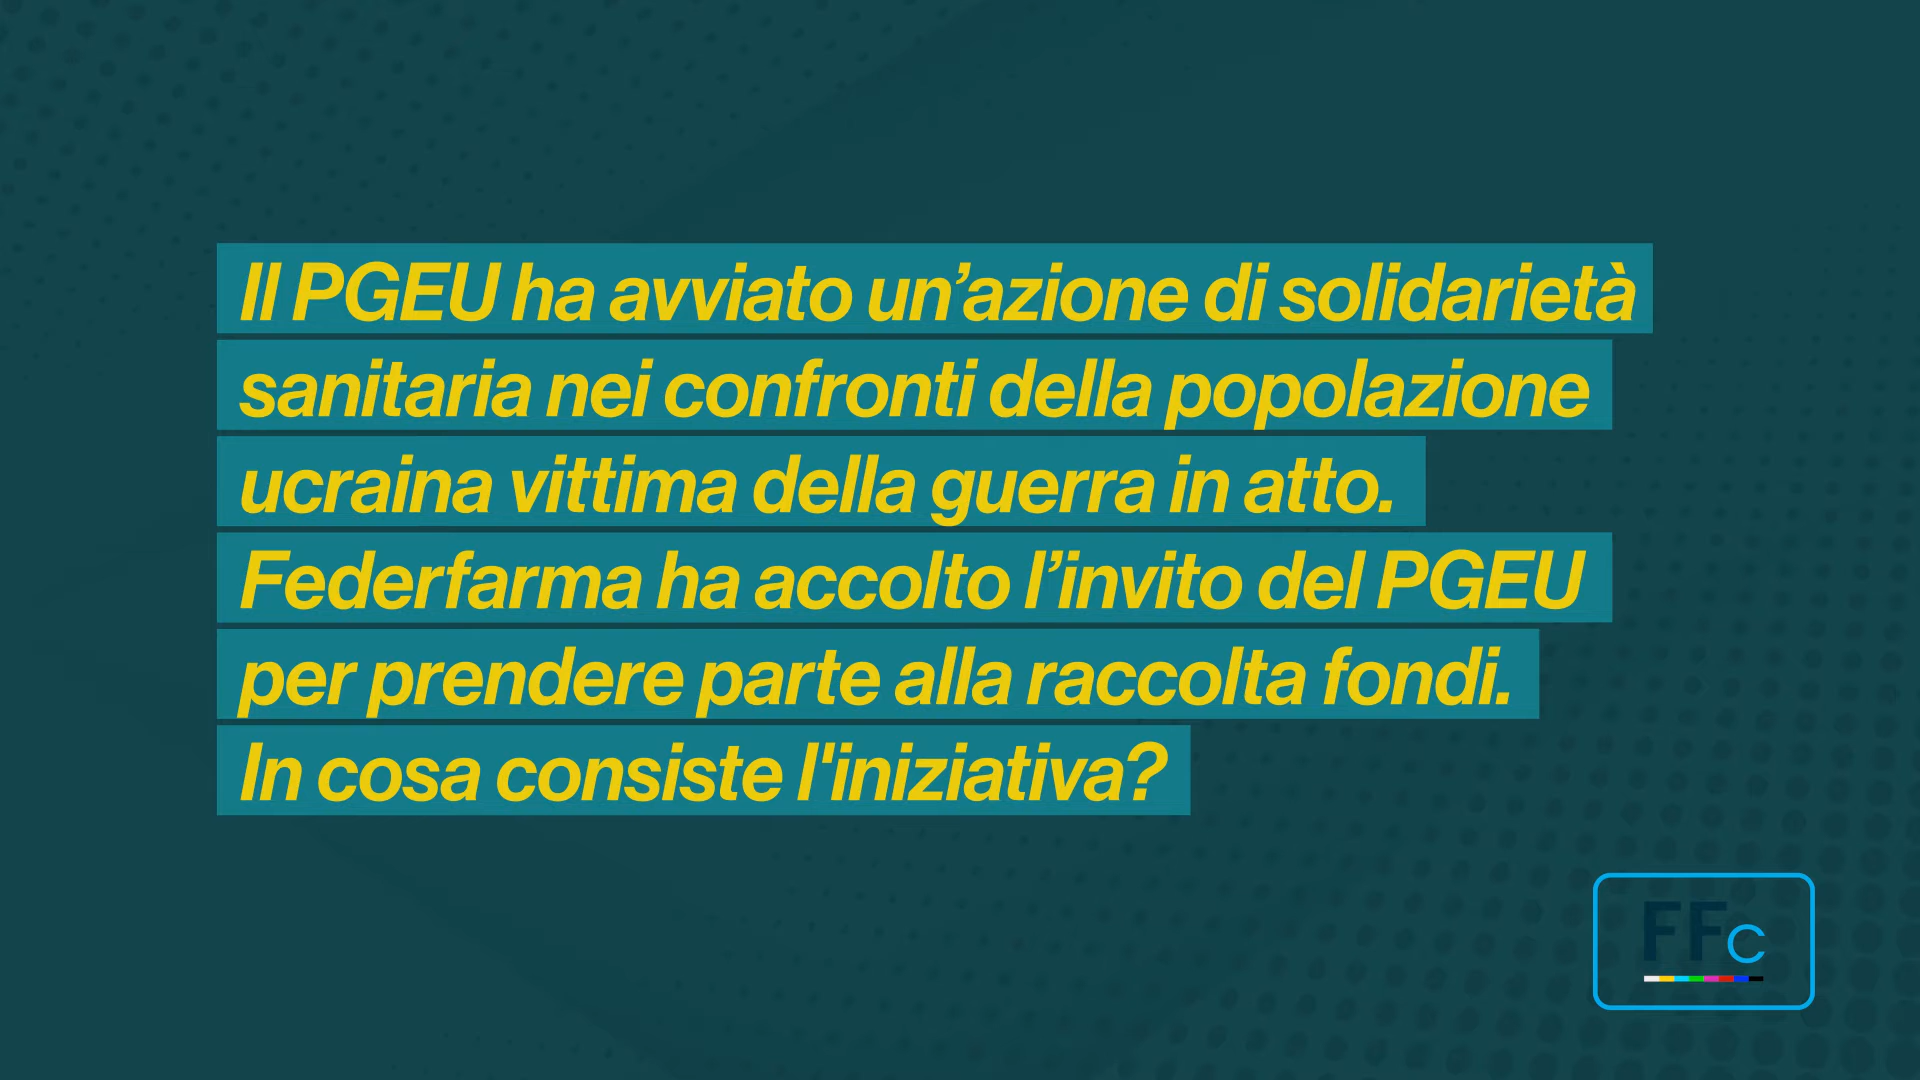 Il PGEU ha avviato un’azione di solidarietà
sanitaria nei confronti della popolazione
ucraina vittima della guerra in atto.
Federfarma ha accolto l’invito del PGEU
per prendere parte alla raccolta fondi.
In cosa consiste l'iniziativa?
FFc